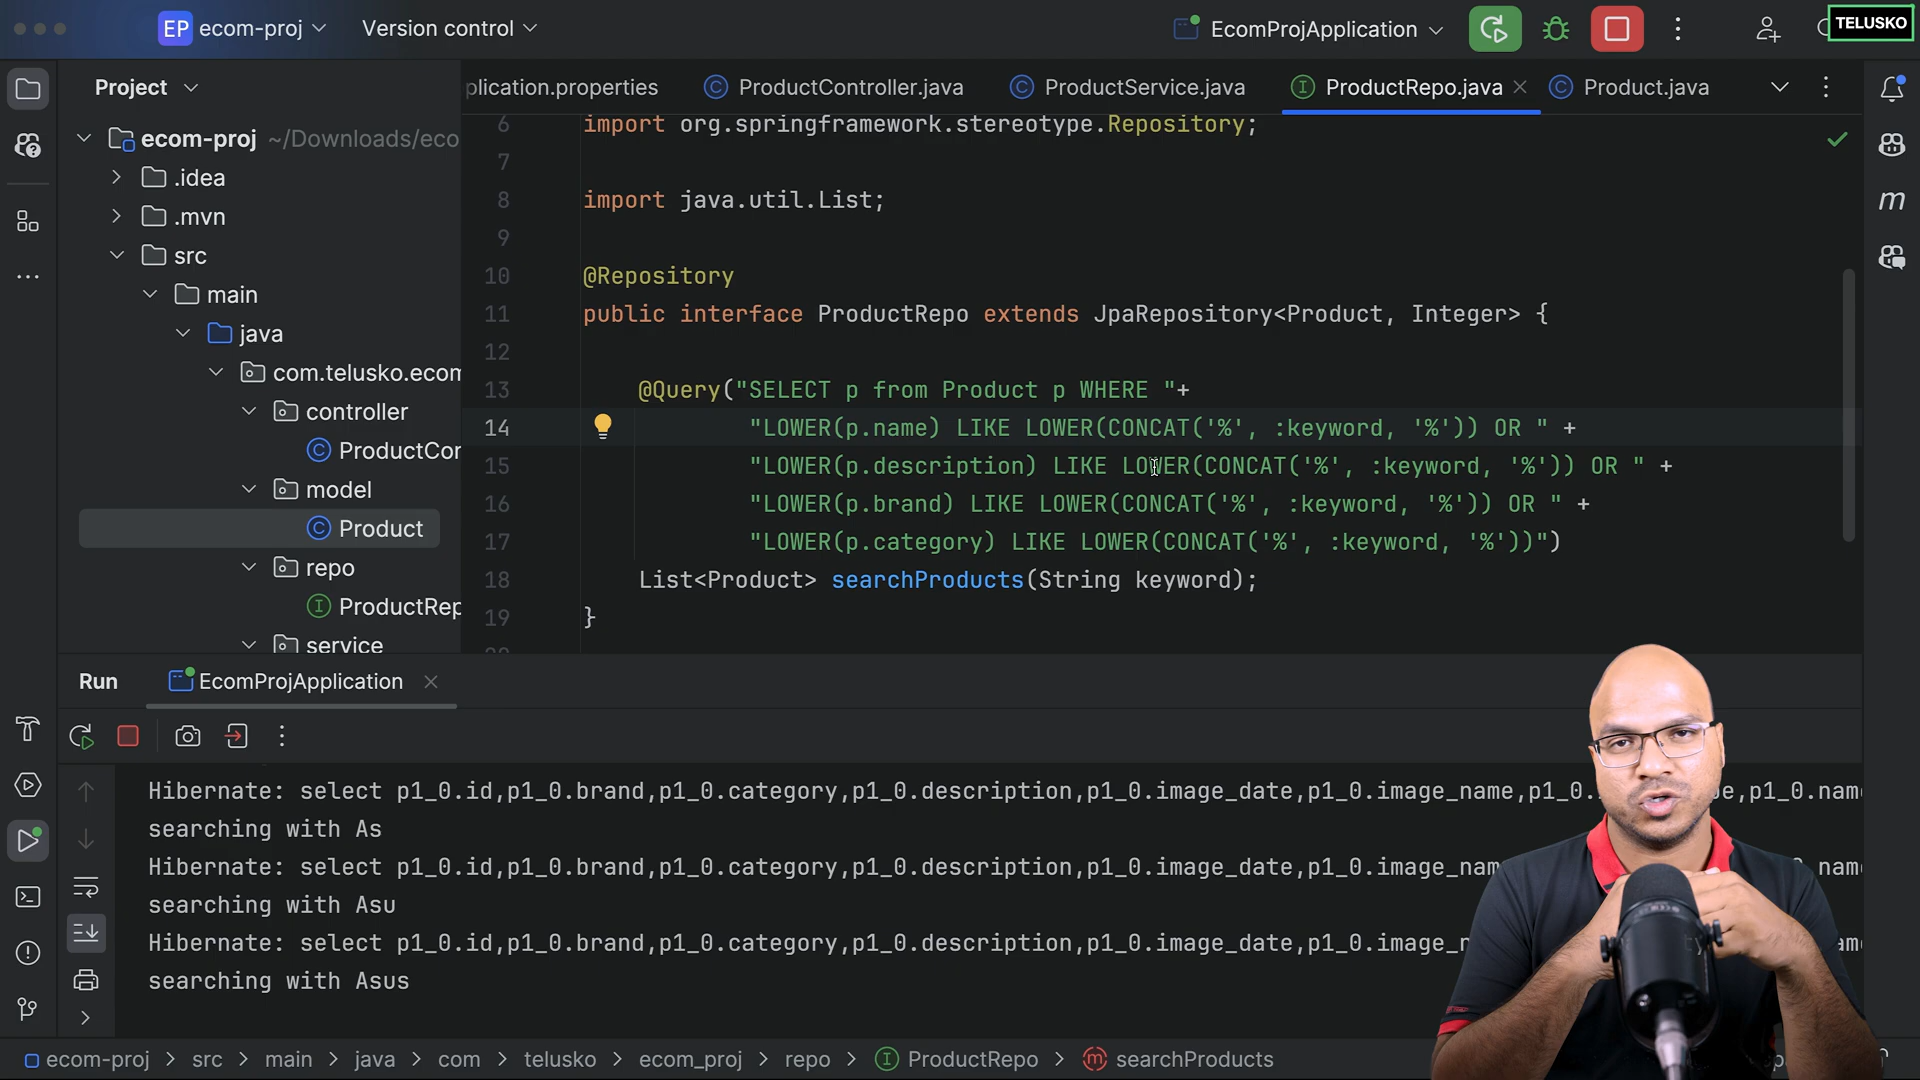 EP ecom-proj Version control EcomProjApplication TELUSKO
Project
plication.properties ProductController.java ProductService.java ProductRepo.java Product.java
ecom-proj ~/Downloads/eco
.idea
.mvn
src
main
java
com.telusko.ecom
controller
ProductCor
model
Product
repo
ProductRep
service
6 import org.springframework.stereotype.Repository;
7
8 import java.util.List;
9
10 @Repository
11 public interface ProductRepo extends JpaRepository<Product, Integer> {
12
13 @Query("SELECT p from Product p WHERE "+
14 "LOWER(p.name) LIKE LOWER(CONCAT('%', :keyword, '%')) OR " +
15 "LOWER(p.description) LIKE LOWER(CONCAT('%', :keyword, '%')) OR " +
16 "LOWER(p.brand) LIKE LOWER(CONCAT('%', :keyword, '%')) OR " +
17 "LOWER(p.category) LIKE LOWER(CONCAT('%', :keyword, '%'))")
18 List<Product> searchProducts(String keyword);
19 }
Run EcomProjApplication
Hibernate: select p1_0.id,p1_0.brand,p1_0.category,p1_0.description,p1_0.image_date,p1_0.image_name,p1_0.
searching with As
Hibernate: select p1_0.id,p1_0.brand,p1_0.category,p1_0.description,p1_0.image_date,p1_0.image_na
searching with Asu
Hibernate: select p1_0.id,p1_0.brand,p1_0.category,p1_0.description,p1_0.image_date,p1_0.image_n
searching with Asus
ecom-proj > src > main > java > com > telusko > ecom_proj > repo > ProductRepo > searchProducts